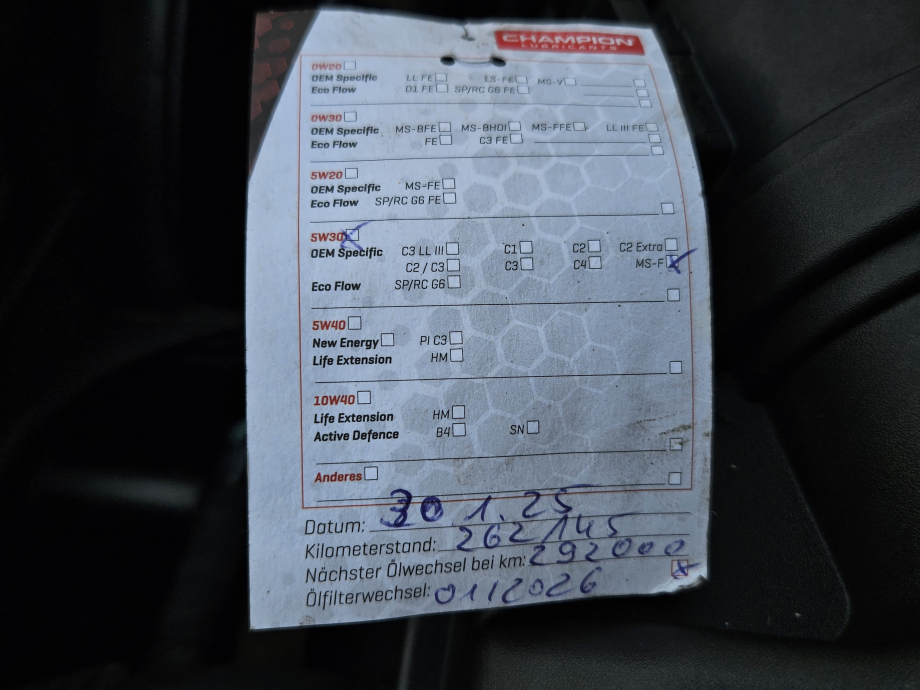 CHAMPION
LUBRICANTS
0W20
OEM Specific LL FE LS-FE MS-V
Eco Flow D1 FE SP/RC G6 FE
0W30
OEM Specific MS-BFE MS-BHDI MS-FFE LL III FE
Eco Flow FE C3 FE
5W20
OEM Specific MS-FE
Eco Flow SP/RC G6 FE
5W30
OEM Specific C3 LL III C1 C2 C2 Extra
C2 / C3 C3 C4 MS-F
Eco Flow SP/RC G6
5W40
New Energy PI C3
Life Extension HM
10W40
Life Extension HM
Active Defence B4 SN
Anderes
Datum: 30 1. 25
Kilometerstand: 262145
Nächster Ölwechsel bei km: 292000
Ölfilterwechsel: 01/2026